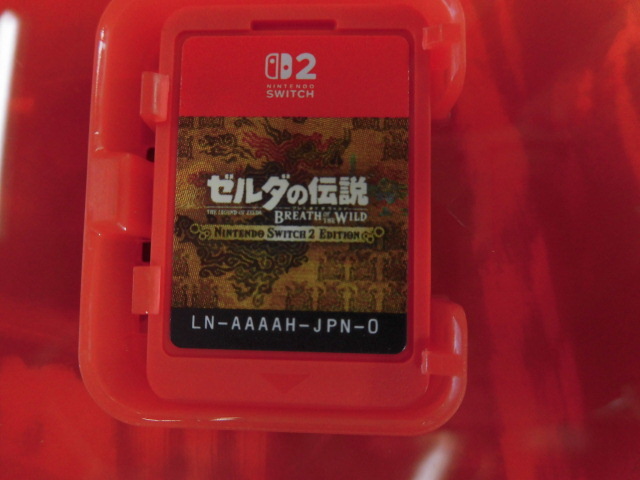 2
NINTENDO
SWITCH
ゼルダの伝説
THE LEGEND OF ZELDA
BREATH OF THE WILD
NINTENDO SWITCH 2 EDITION
LN-AAAAH-JPN-0